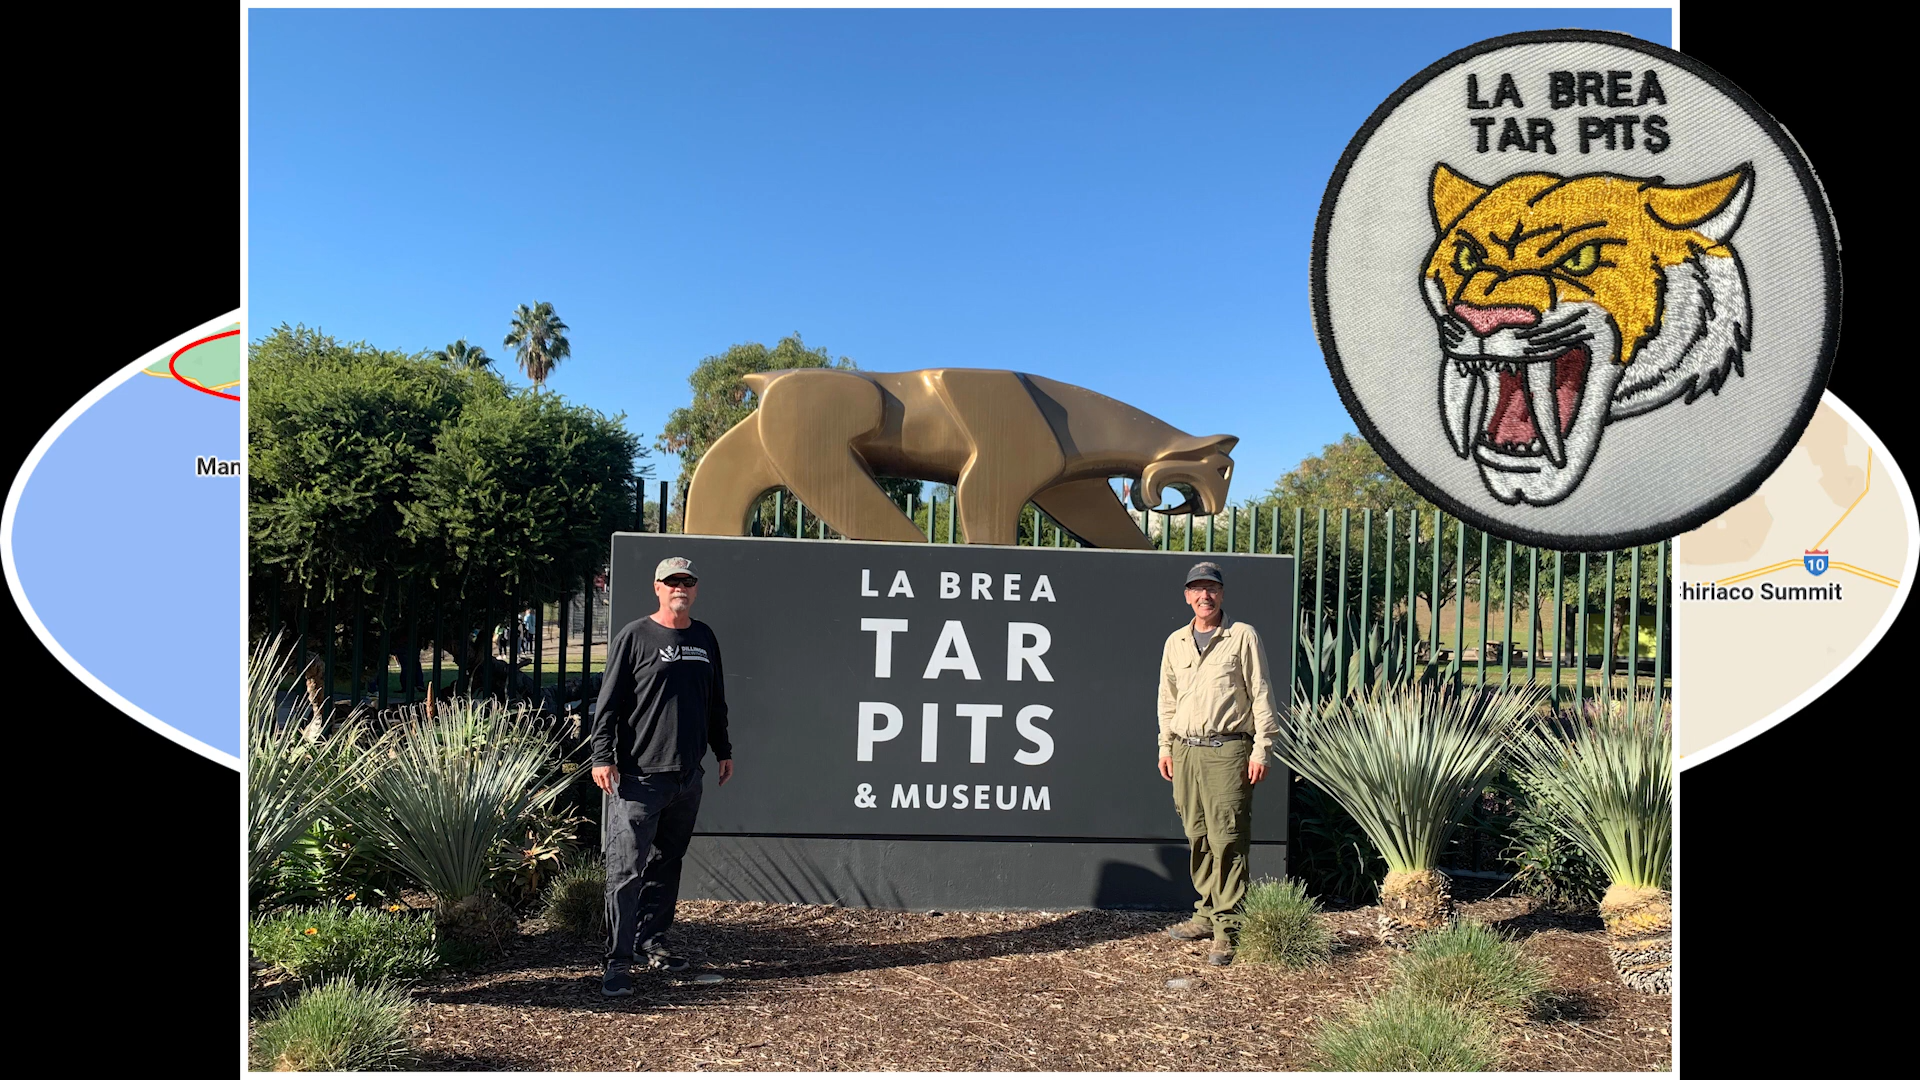 LA BREA
TAR PITS
LA BREA
TAR
PITS
& MUSEUM
Man
10
hiriaco Summit